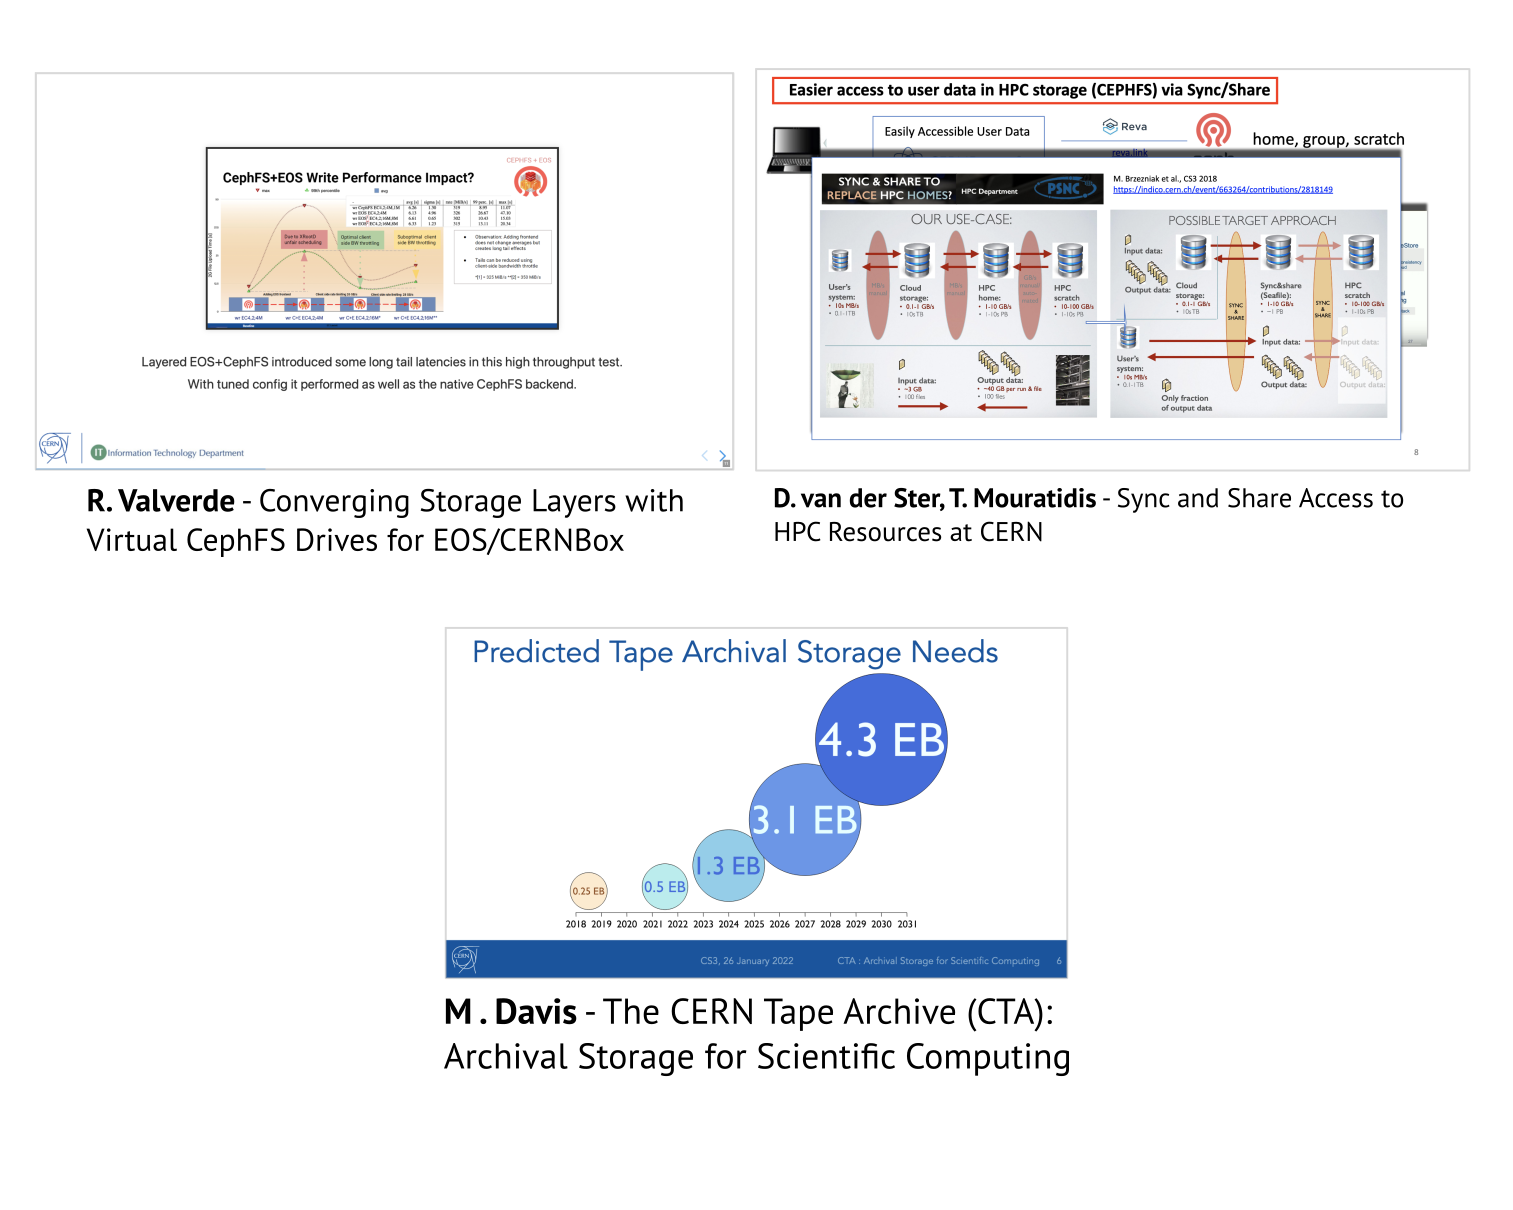 CEPHFS + EOS
CephFS+EOS Write Performance Impact?
max
99th percentile
avg
avg [s] sigma [s] rate [MB/s] 99 perc. [s] max [s]
Due to XRootD
unfair scheduling
Optimal client
side BW throttling
Suboptimal client
side BW throttling
Observation: Adding frontend
does not change averages but
creates long tail effects
Tails can be reduced using
client-side bandwidth throttle
Layered EOS+CephFS introduced some long tail latencies in this high throughput test.
With tuned config it performed as well as the native CephFS backend.
CERN
IT Information Technology Department
R. Valverde - Converging Storage Layers with
Virtual CephFS Drives for EOS/CERNBox
Easier access to user data in HPC storage (CEPHFS) via Sync/Share
Easily Accessible User Data
Reva
reva.link
home, group, scratch
SYNC & SHARE TO
REPLACE HPC HOMES?
HPC Department
PSNC
M. Brzezniak et al., CS3 2018
https://indico.cern.ch/event/663264/contributions/2818149
OUR USE-CASE:
User's
system:
• 10s MB/s
• 0.1-1TB
Cloud
storage:
• 0.1-1 GB/s
• 10s TB
HPC
home:
• 1-10 GB/s
• 1-10s PB
HPC
scratch
• 10-100 GB/s
• 1-10s PB
Input data:
• ~3 GB
• 100 files
Output data:
• ~40 GB per run & file
• 100 files
POSSIBLE TARGET APPROACH
Input data:
Output data:
Cloud
storage:
• 0.1-1 GB/s
• 10s TB
SYNC
&
SHARE
Sync&share
(Seafile):
• 1-10 GB/s
• ~1 PB
SYNC
&
SHARE
HPC
scratch
• 10-100 GB/s
• 1-10s PB
User's
system:
• 10s MB/s
• 0.1-1TB
Input data:
Output data:
Input data:
Output data:
Only fraction
of output data
8
D. van der Ster, T. Mouratidis - Sync and Share Access to
HPC Resources at CERN
Predicted Tape Archival Storage Needs
4.3 EB
3.1 EB
1.3 EB
0.5 EB
0.25 EB
2018 2019 2020 2021 2022 2023 2024 2025 2026 2027 2028 2029 2030 2031
CERN
CS3, 26 January 2022
CTA : Archival Storage for Scientific Computing
6
M . Davis - The CERN Tape Archive (CTA):
Archival Storage for Scientific Computing